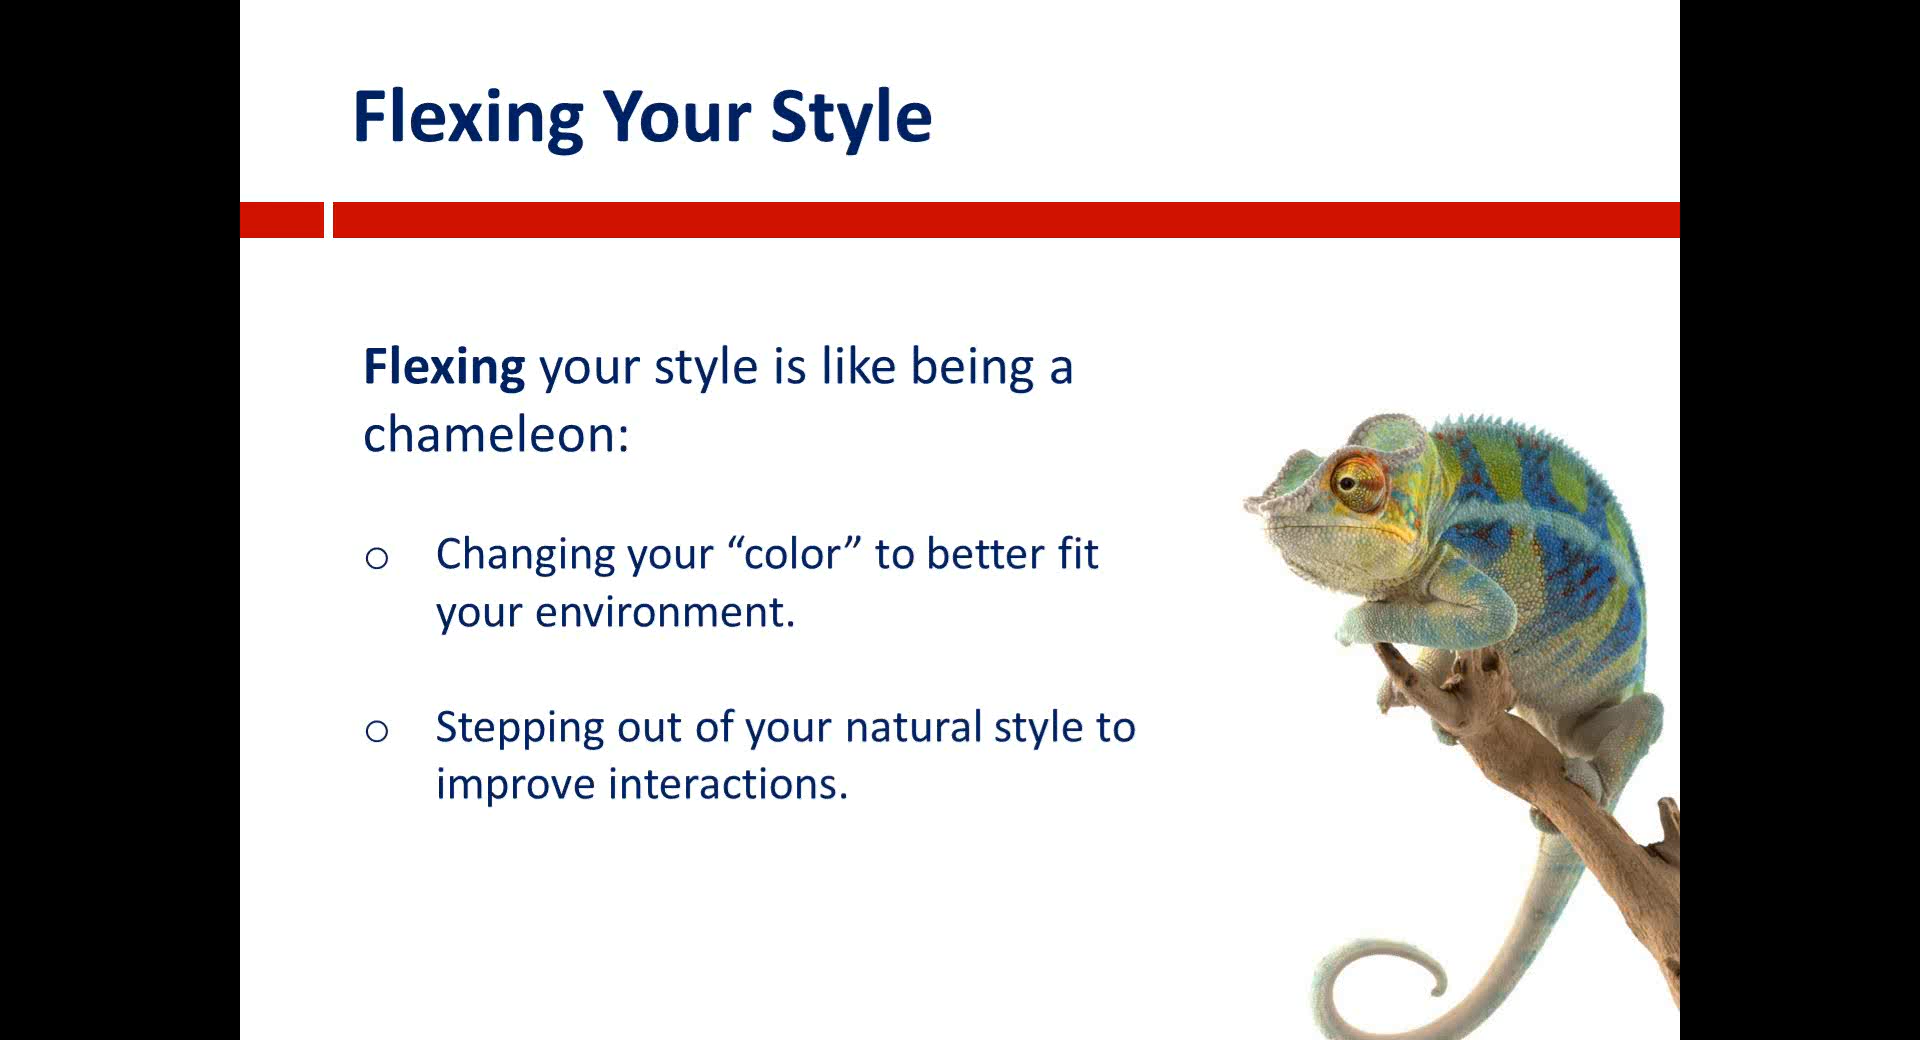 Flexing Your Style
Flexing your style is like being a
chameleon:
o Changing your “color” to better fit
your environment.
o Stepping out of your natural style to
improve interactions.